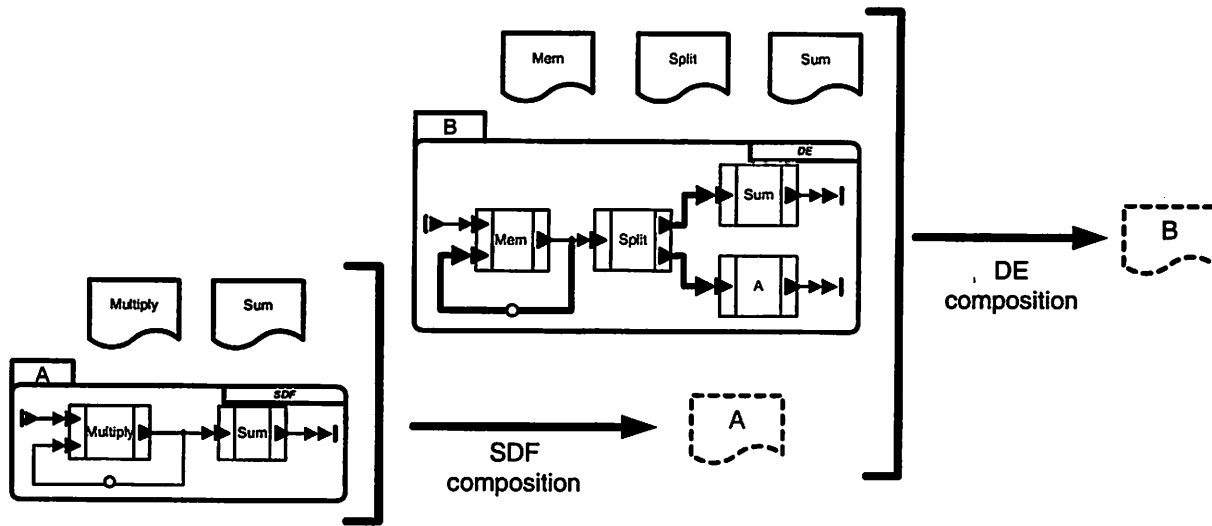 Mem
Split
Sum
B
DE
Sum
Mem
Split
A
B
DE
composition
Multiply
Sum
A
SDF
Multiply
Sum
A
SDF
composition